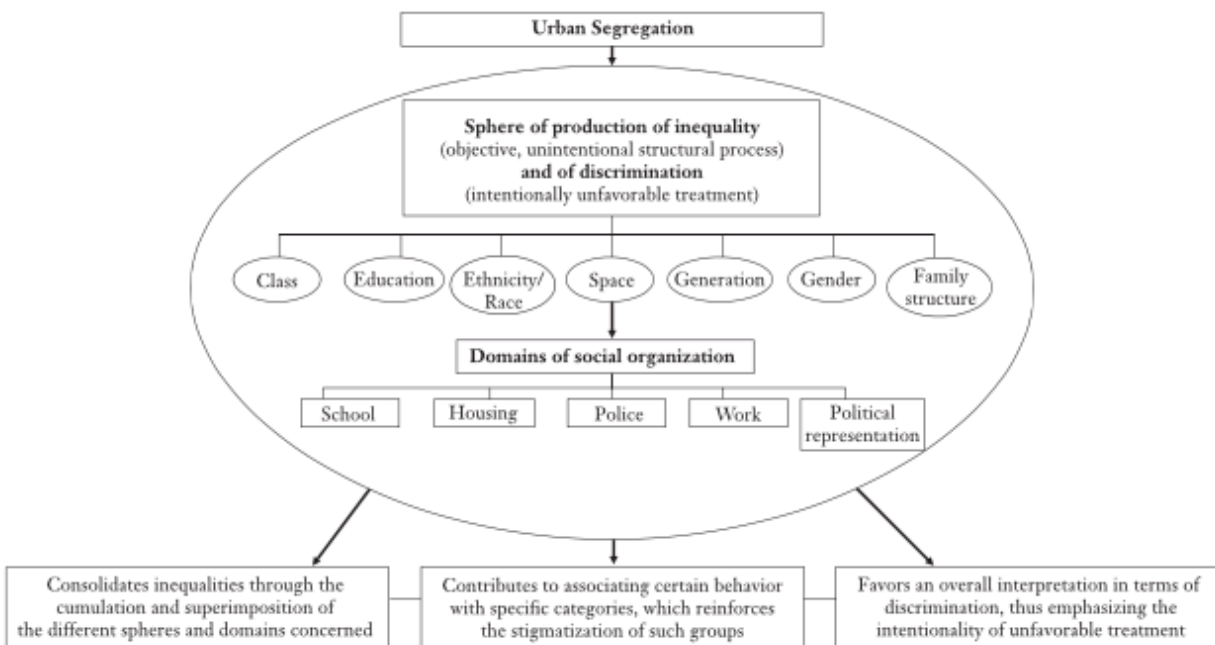 Urban Segregation
Sphere of production of inequality
(objective, unintentional structural process)
and of discrimination
(intentionally unfavorable treatment)
Class
Education
Ethnicity/
Race
Space
Generation
Gender
Family
structure
Domains of social organization
School
Housing
Police
Work
Political
representation
Consolidates inequalities through the
cumulation and superimposition of
the different spheres and domains concerned
Contributes to associating certain behavior
with specific categories, which reinforces
the stigmatization of such groups
Favors an overall interpretation in terms of
discrimination, thus emphasizing the
intentionality of unfavorable treatment